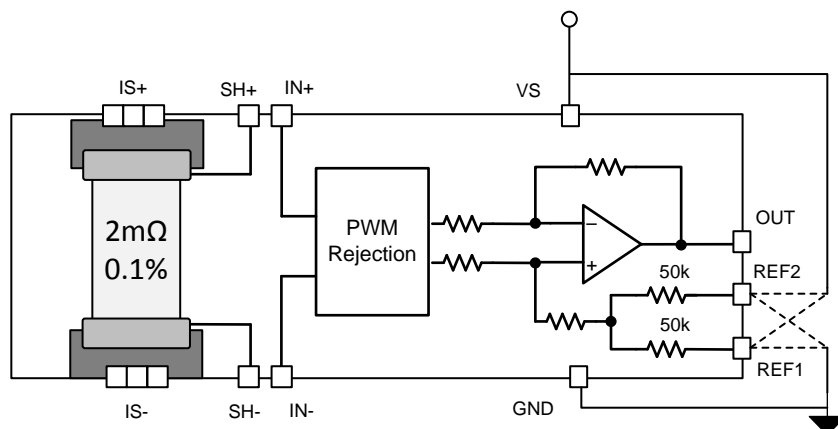 IS+
SH+
IN+
VS
2mΩ
0.1%
PWM
Rejection
−
+
OUT
50k
REF2
50k
REF1
IS-
SH-
IN-
GND